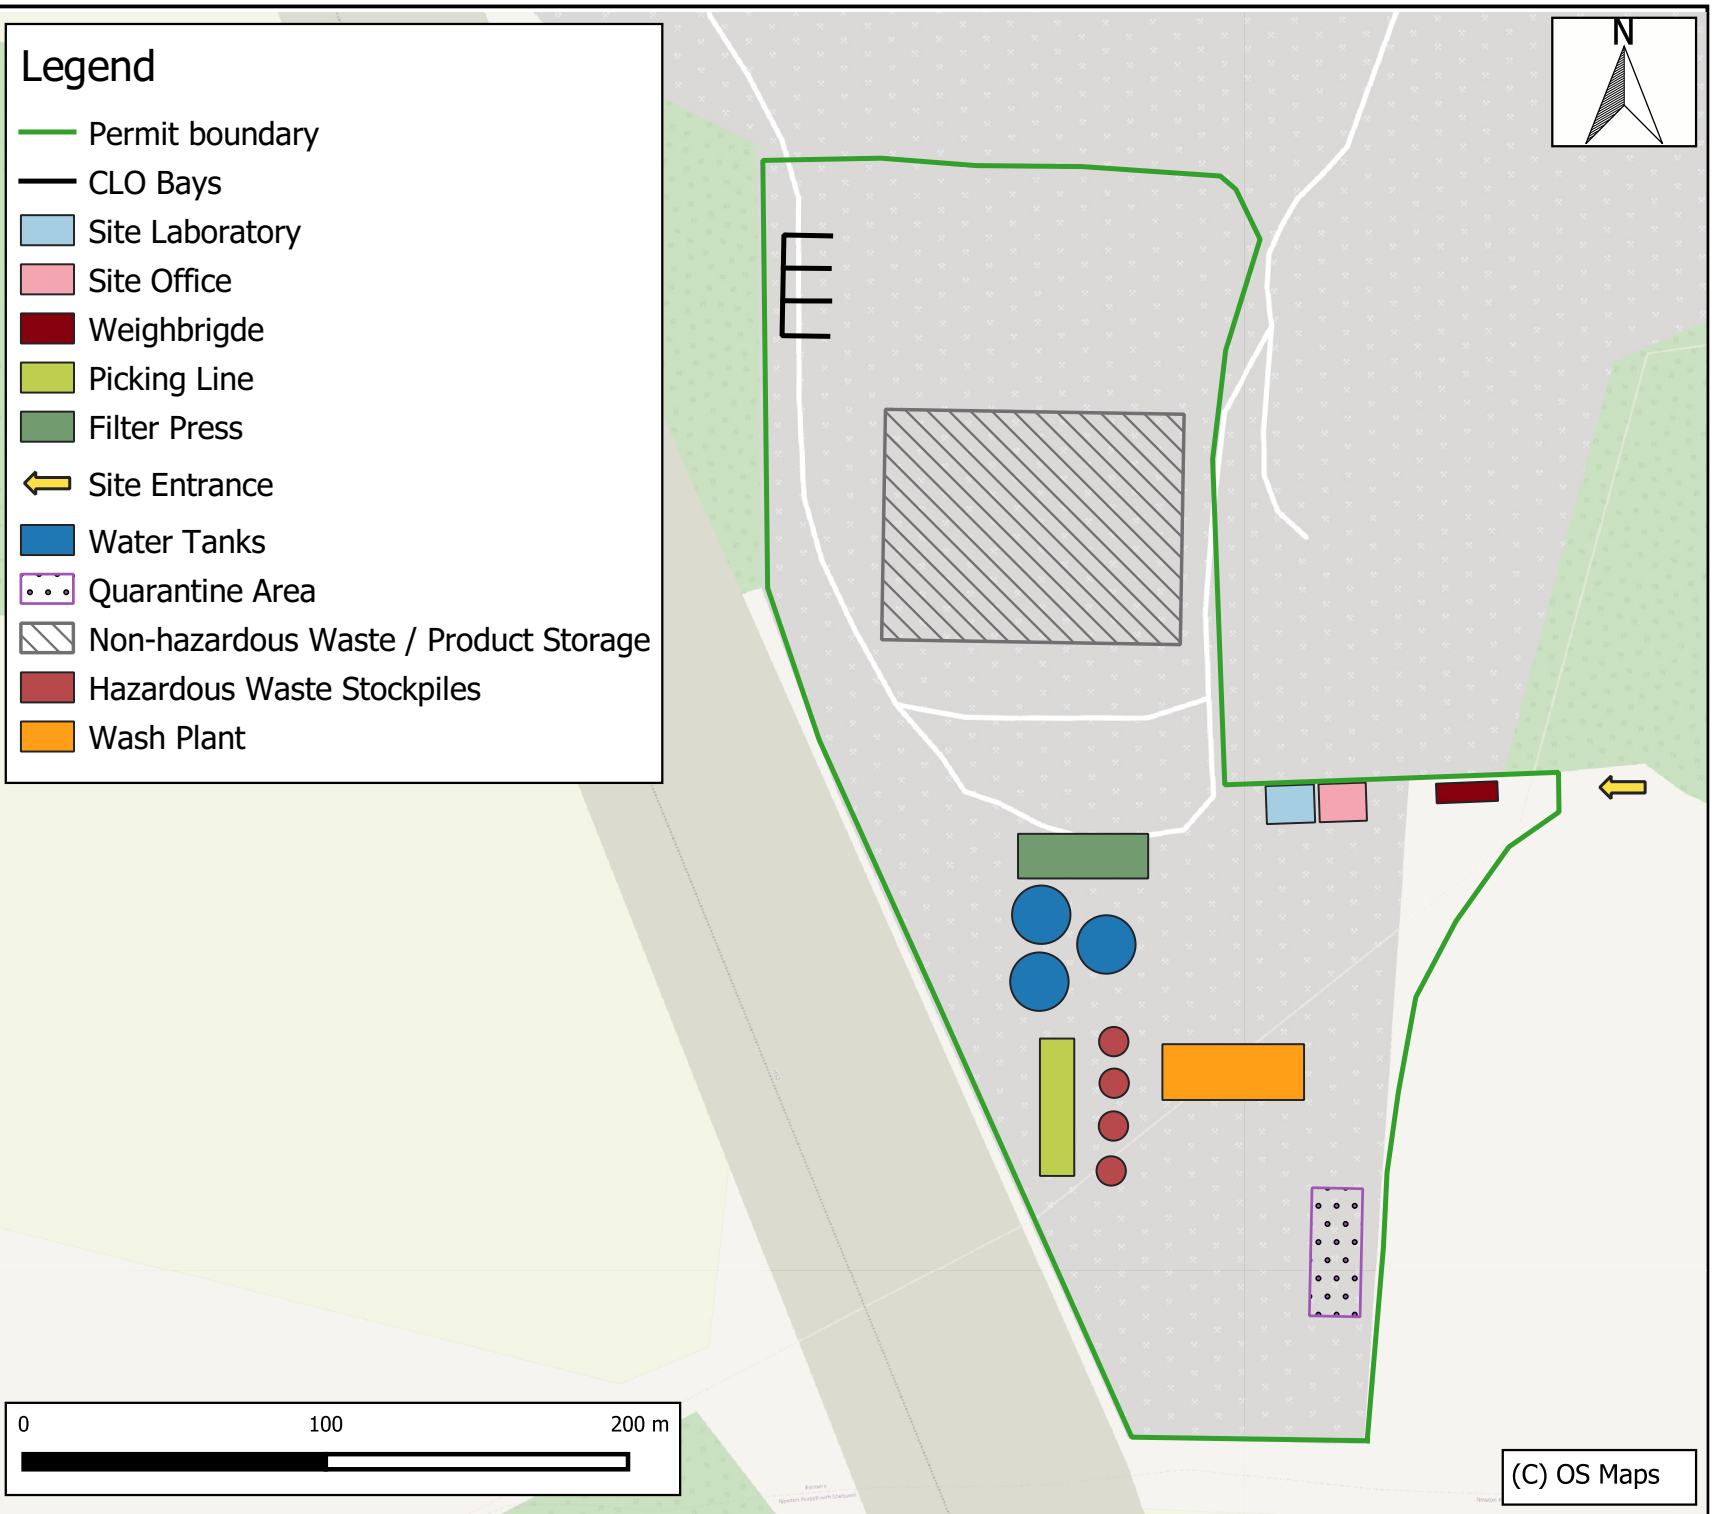 Legend
Permit boundary
CLO Bays
Site Laboratory
Site Office
Weighbrigde
Picking Line
Filter Press
Site Entrance
Water Tanks
Quarantine Area
Non-hazardous Waste / Product Storage
Hazardous Waste Stockpiles
Wash Plant
N
0 100 200 m
(C) OS Maps